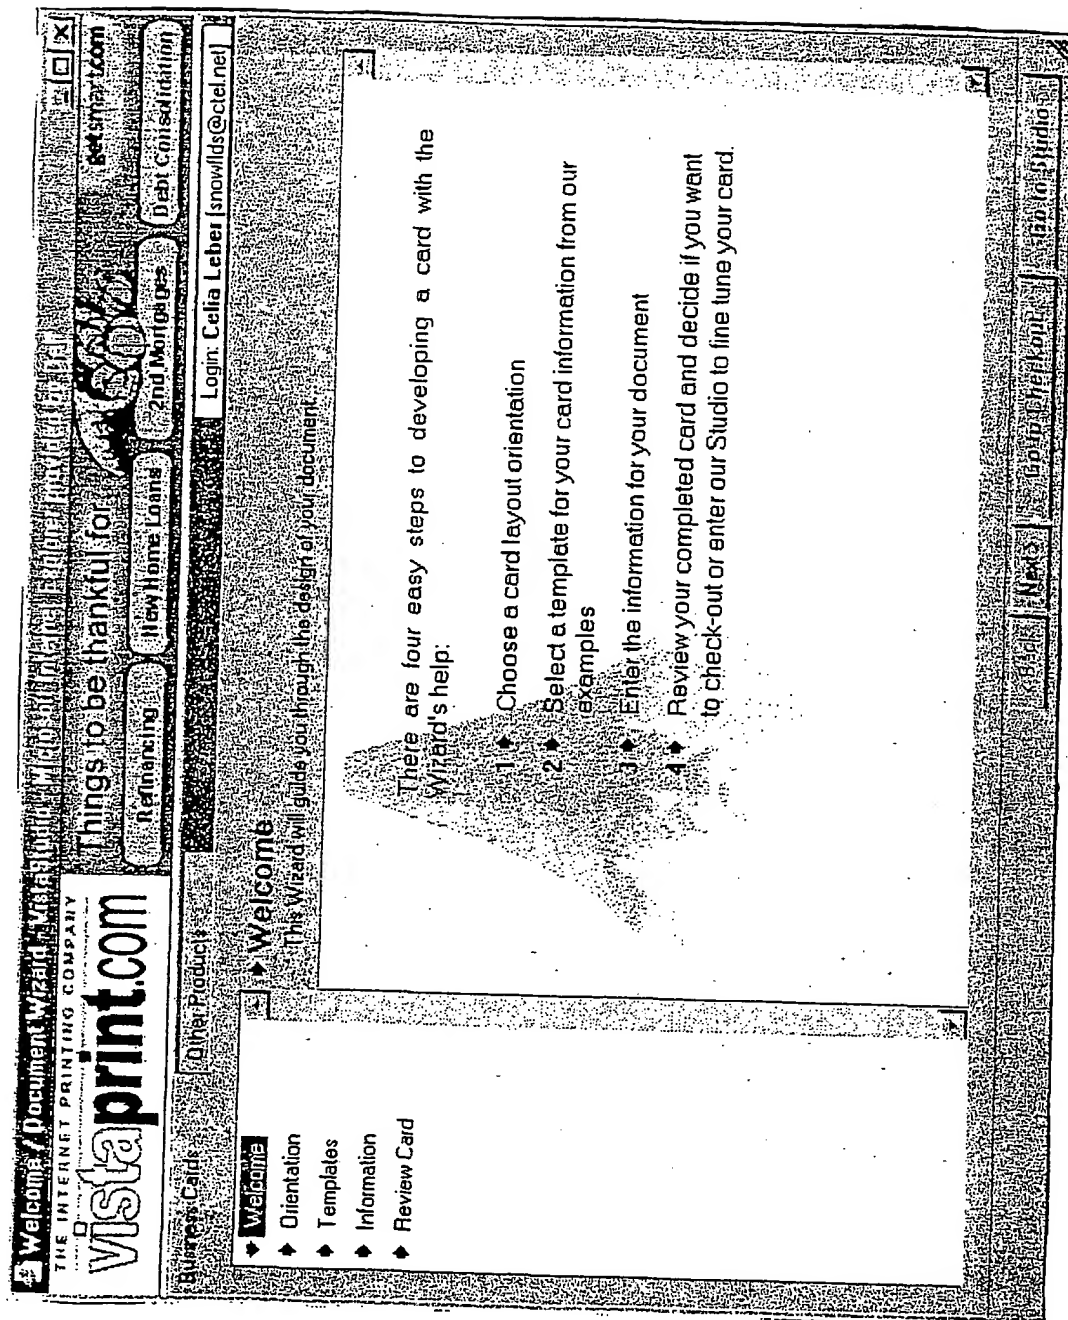 Welcome / Document Wizard
THE INTERNET PRINTING COMPANY
vistaprint.com
Things to be thankful for
getsmart.com
Refinancing
New Home Loans
2nd Mortgages
Debt Consolidation
Business Cards
Other Products
Login: Celia Leber [snowflds@ctel.net]
Welcome
Orientation
Templates
Information
Review Card
Welcome
This Wizard will guide you through the design of your document
There are four easy steps to developing a card with the
Wizard's help:
1 Choose a card layout orientation
2 Select a template for your card information from our
examples
3 Enter the information for your document
4 Review your completed card and decide if you want
to check-out or enter our Studio to fine tune your card.
< Back
Next >
Go to Checkout
Go to Studio